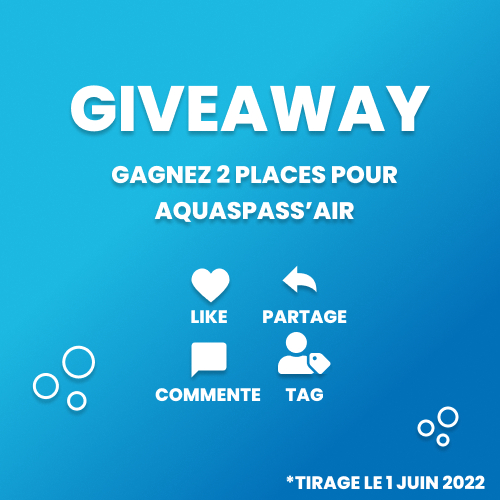 GIVEAWAY
GAGNEZ 2 PLACES POUR
AQUASPASS'AIR
LIKE PARTAGE
COMMENTE TAG
*TIRAGE LE 1 JUIN 2022